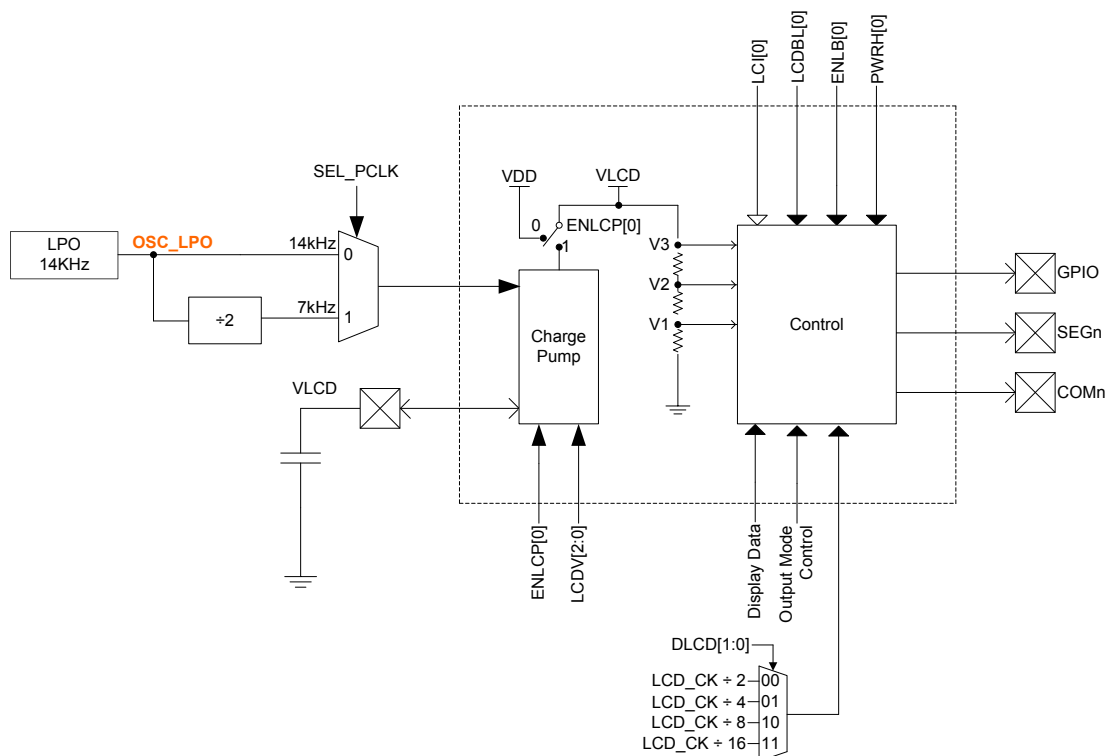 LCI[0]
LCDBL[0]
ENLB[0]
PWRH[0]
SEL_PCLK
VDD
VLCD
0
ENLCP[0]
1
LPO
14KHz
OSC_LPO
14kHz
0
7kHz
1
÷2
V3
V2
V1
Charge
Pump
Control
GPIO
SEGn
COMn
VLCD
ENLCP[0]
LCDV[2:0]
Display Data
Output Mode
Control
DLCD[1:0]
LCD_CK ÷ 2 00
LCD_CK ÷ 4 01
LCD_CK ÷ 8 10
LCD_CK ÷ 16 11